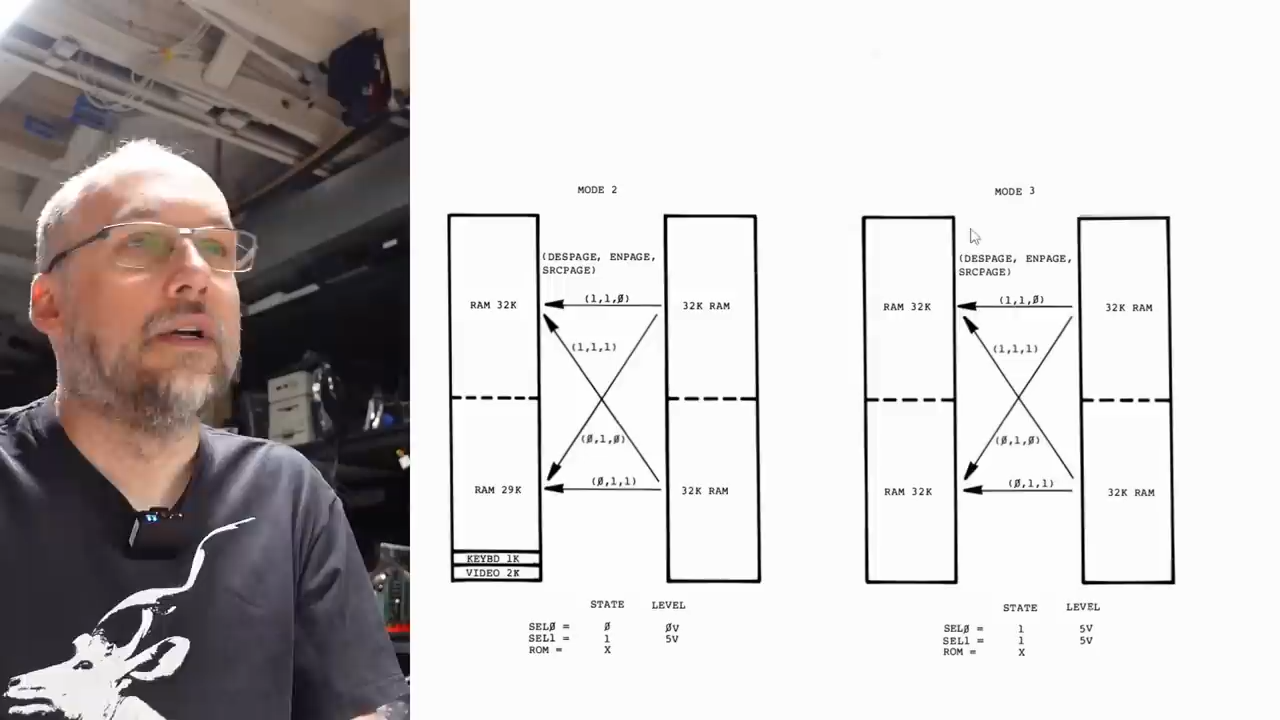 MODE 2
(DESPAGE, ENPAGE,
SRCPAGE)
RAM 32K
(1,1,Ø)
32K RAM
(1,1,1)
(Ø,1,Ø)
RAM 29K
(Ø,1,1)
32K RAM
KEYBD 1K
VIDEO 2K
STATE LEVEL
SELØ = Ø ØV
SEL1 = 1 5V
ROM = X
MODE 3
(DESPAGE, ENPAGE,
SRCPAGE)
RAM 32K
(1,1,Ø)
32K RAM
(1,1,1)
(Ø,1,Ø)
RAM 32K
(Ø,1,1)
32K RAM
STATE LEVEL
SELØ = 1 5V
SEL1 = 1 5V
ROM = X